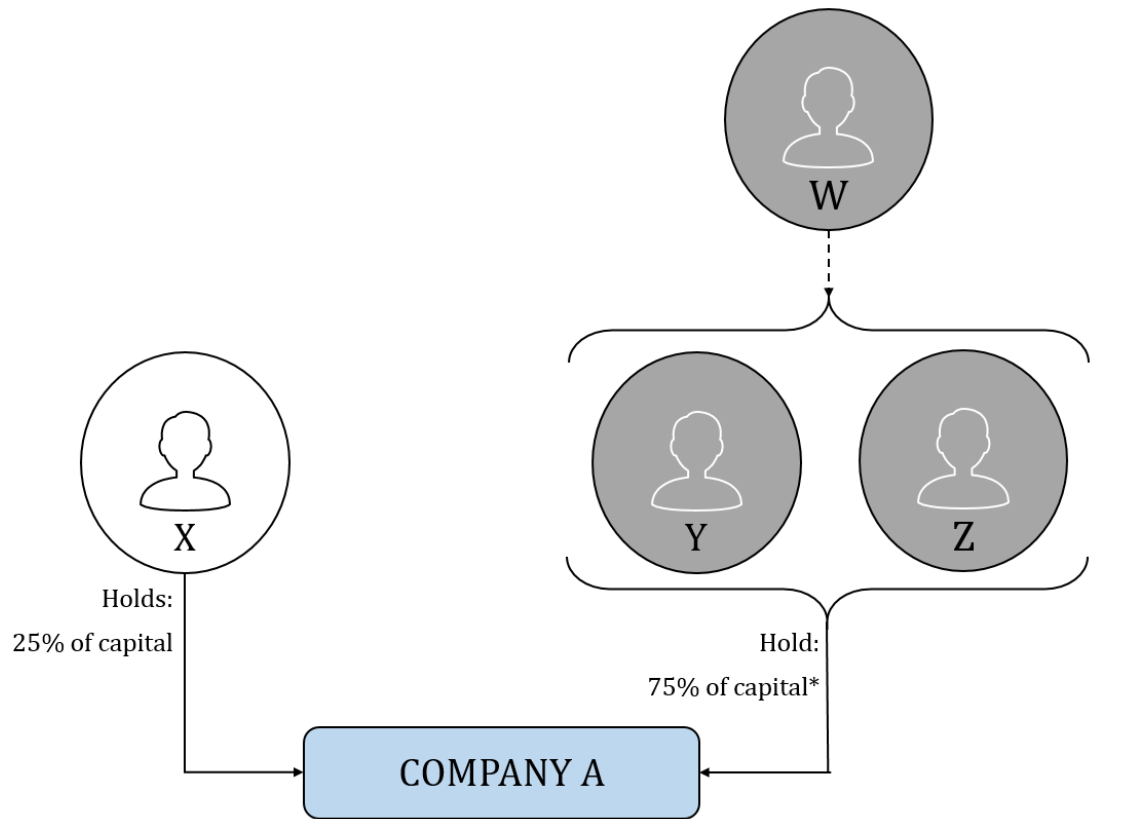 W
X
Y
Z
Holds:
25% of capital
Hold:
75% of capital*
COMPANY A